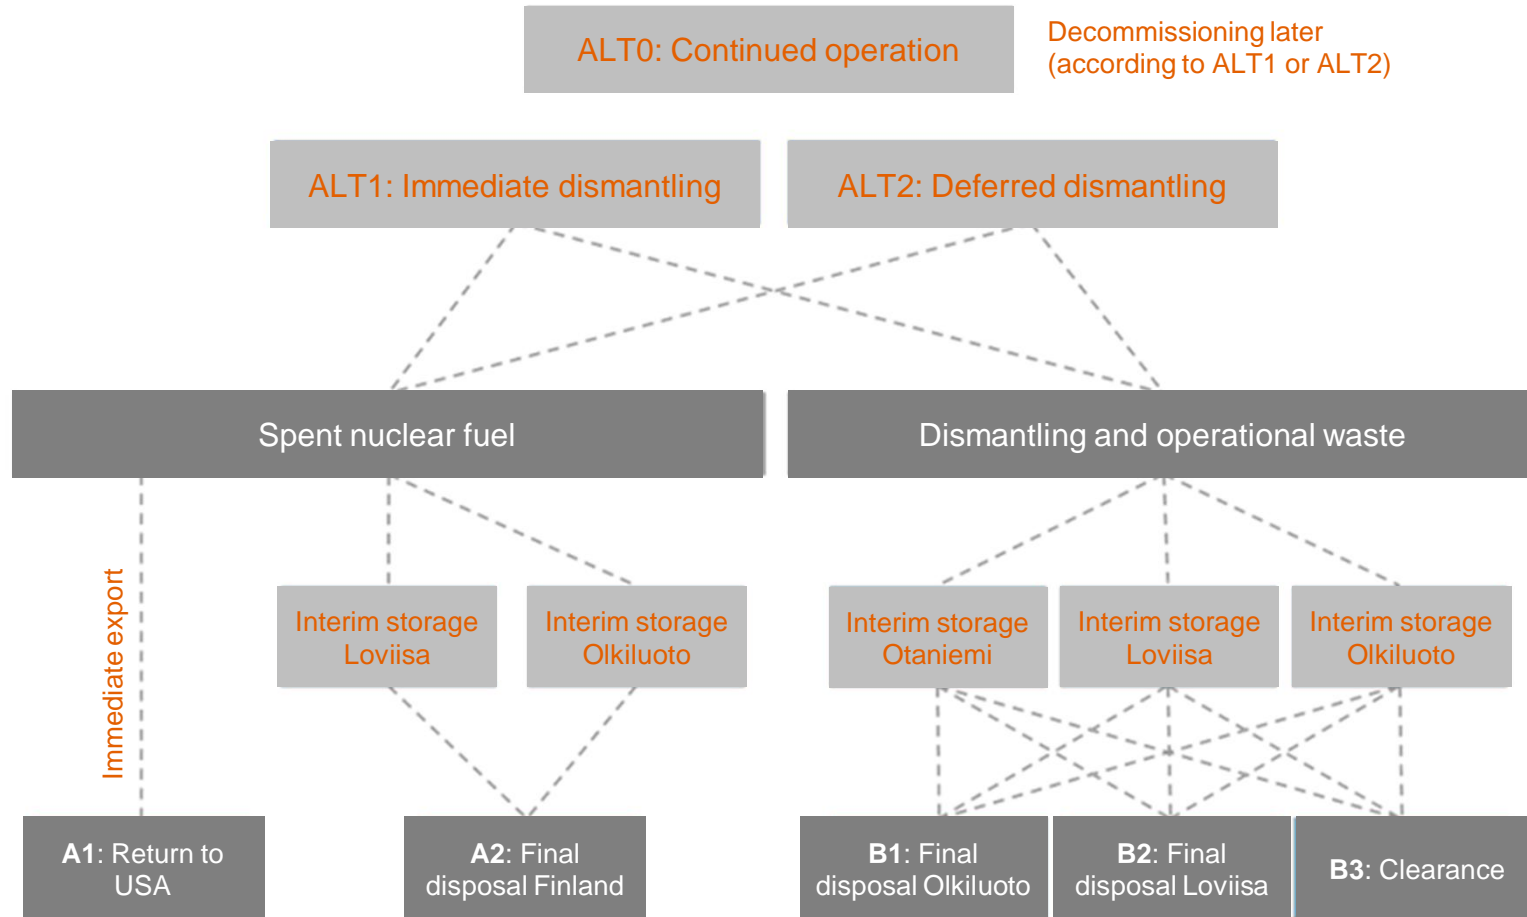 ALT0: Continued operation
Decommissioning later
(according to ALT1 or ALT2)
ALT1: Immediate dismantling
ALT2: Deferred dismantling
Spent nuclear fuel
Dismantling and operational waste
Immediate export
Interim storage
Loviisa
Interim storage
Olkiluoto
Interim storage
Otaniemi
Interim storage
Loviisa
Interim storage
Olkiluoto
A1: Return to
USA
A2: Final
disposal Finland
B1: Final
disposal Olkiluoto
B2: Final
disposal Loviisa
B3: Clearance